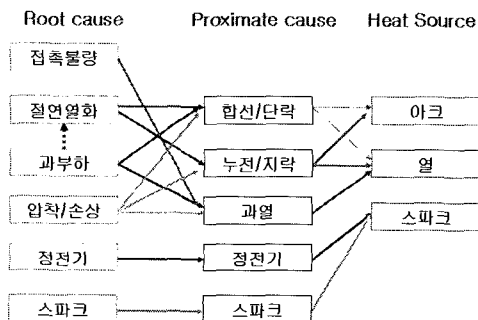 Root cause Proximate cause Heat Source
접촉불량
절연열화 합선/단락 아크
과부하 누전/지락 열
압착/손상 과열 스파크
정전기 정전기
스파크 스파크